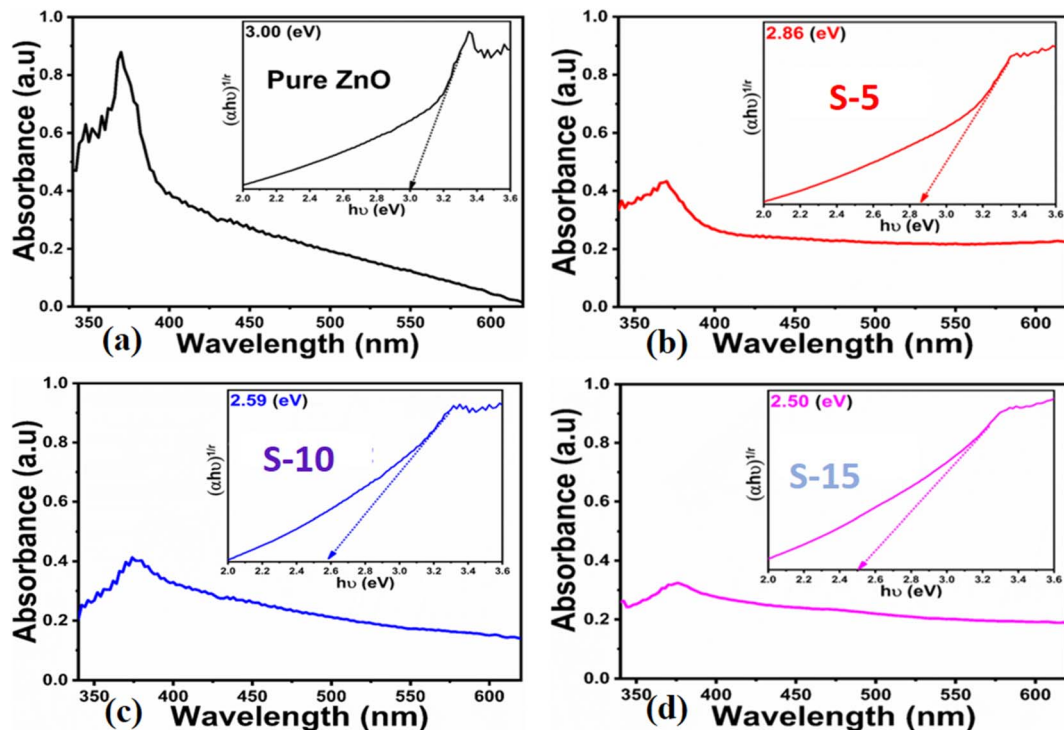 1.0
0.8
0.6
0.4
0.2
0.0
Absorbance (a.u)
350 400 450 500 550 600
Wavelength (nm)
(a)
3.00 (eV)
Pure ZnO
(αhυ)1/r
2.0 2.2 2.4 2.6 2.8 3.0 3.2 3.4 3.6
hυ (eV)
1.0
0.8
0.6
0.4
0.2
0.0
Absorbance (a.u)
350 400 450 500 550 600
Wavelength (nm)
(b)
2.86 (eV)
S-5
(αhυ)1/r
2.0 2.2 2.4 2.6 2.8 3.0 3.2 3.4 3.6
hυ (eV)
1.0
0.8
0.6
0.4
0.2
0.0
Absorbance (a.u)
350 400 450 500 550 600
Wavelength (nm)
(c)
2.59 (eV)
S-10
(αhυ)1/r
2.0 2.2 2.4 2.6 2.8 3.0 3.2 3.4 3.6
hυ (eV)
1.0
0.8
0.6
0.4
0.2
0.0
Absorbance (a.u)
350 400 450 500 550 600
Wavelength (nm)
(d)
2.50 (eV)
S-15
(αhυ)1/r
2.0 2.2 2.4 2.6 2.8 3.0 3.2 3.4 3.6
hυ (eV)